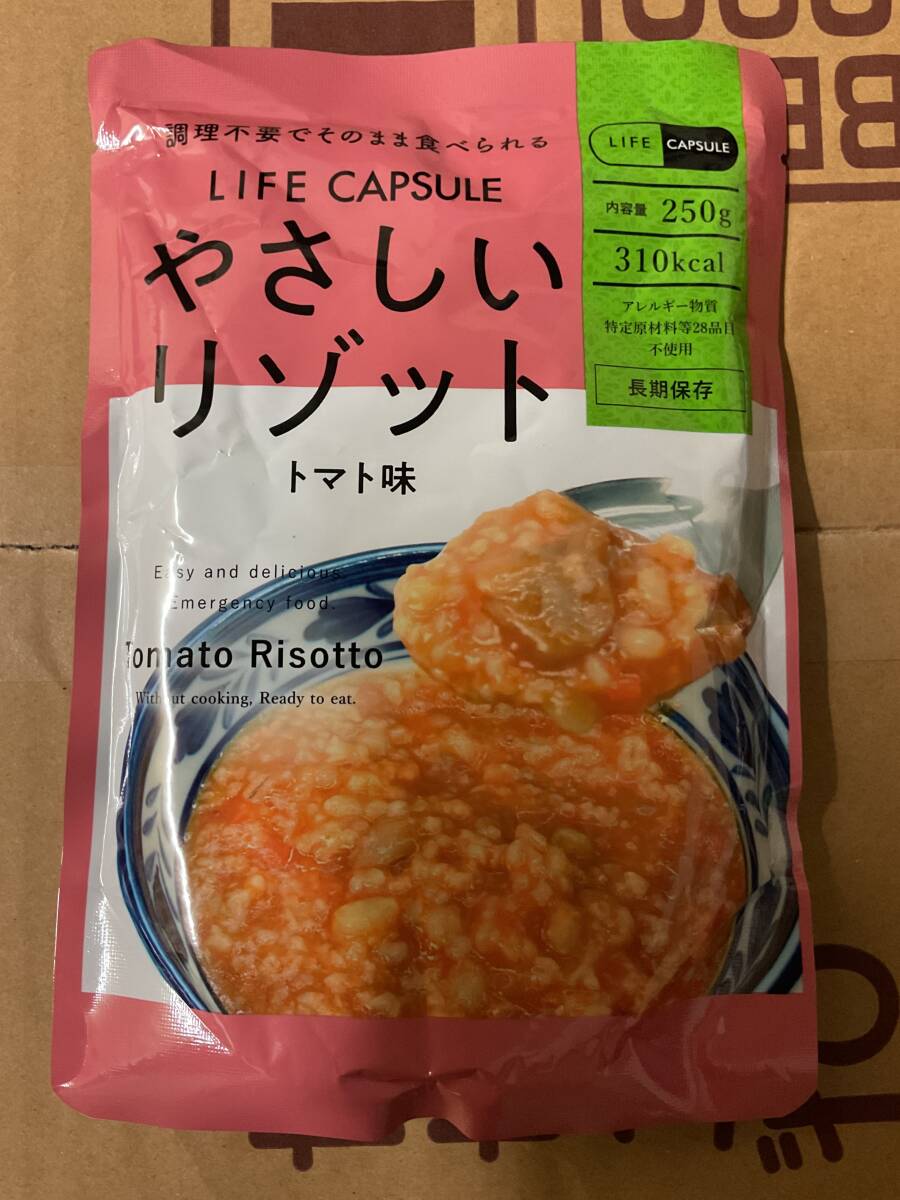 調理不要でそのまま食べられる
LIFE CAPSULE
やさしい
リゾット
トマト味
LIFE CAPSULE
内容量 250g
310kcal
アレルギー物質
特定原材料等28品目
不使用
長期保存
Easy and delicious.
Emergency food.
Tomato Risotto
Without cooking, Ready to eat.